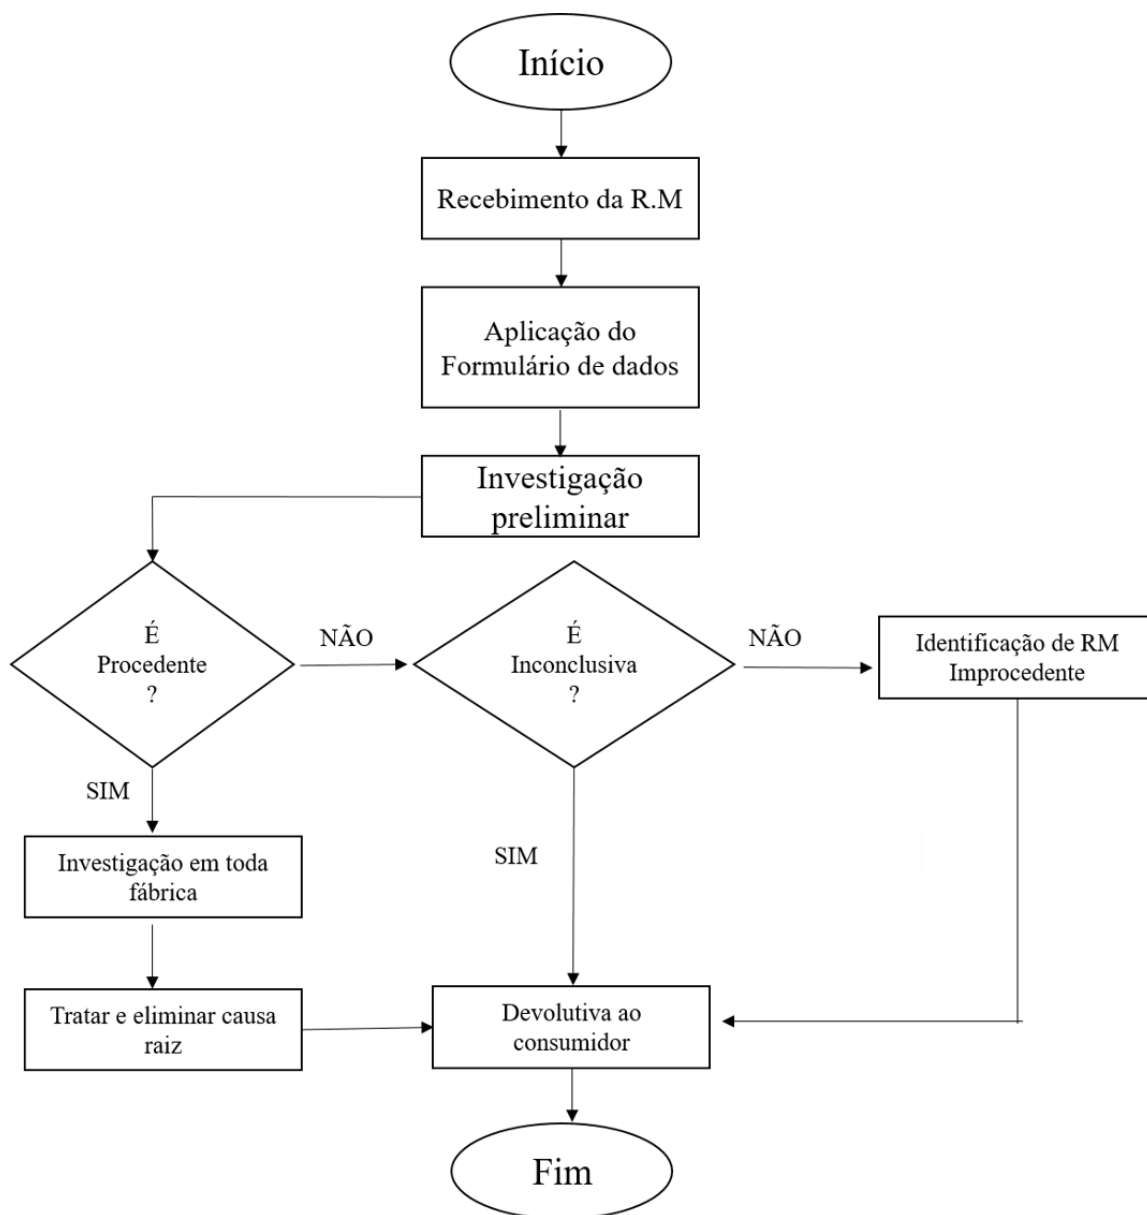 Início
Recebimento da R.M
Aplicação do
Formulário de dados
Investigação
preliminar
É
Procedente
?
NÃO
É
Inconclusiva
?
NÃO
Identificação de RM
Improcedente
SIM
Investigação em toda
fábrica
SIM
Tratar e eliminar causa
raiz
Devolutiva ao
consumidor
Fim